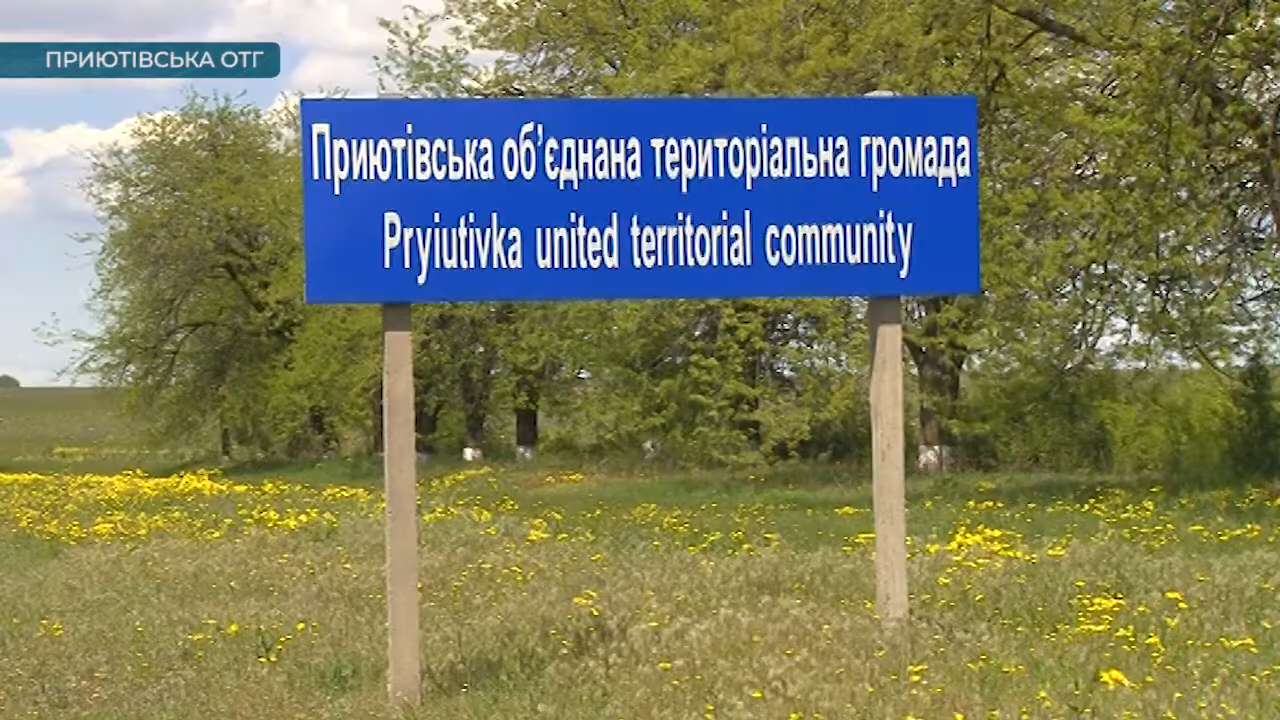 ПРИЮТІВСЬКА ОТГ
Приютівська об’єднана територіальна громада
Pryiutivka united territorial community